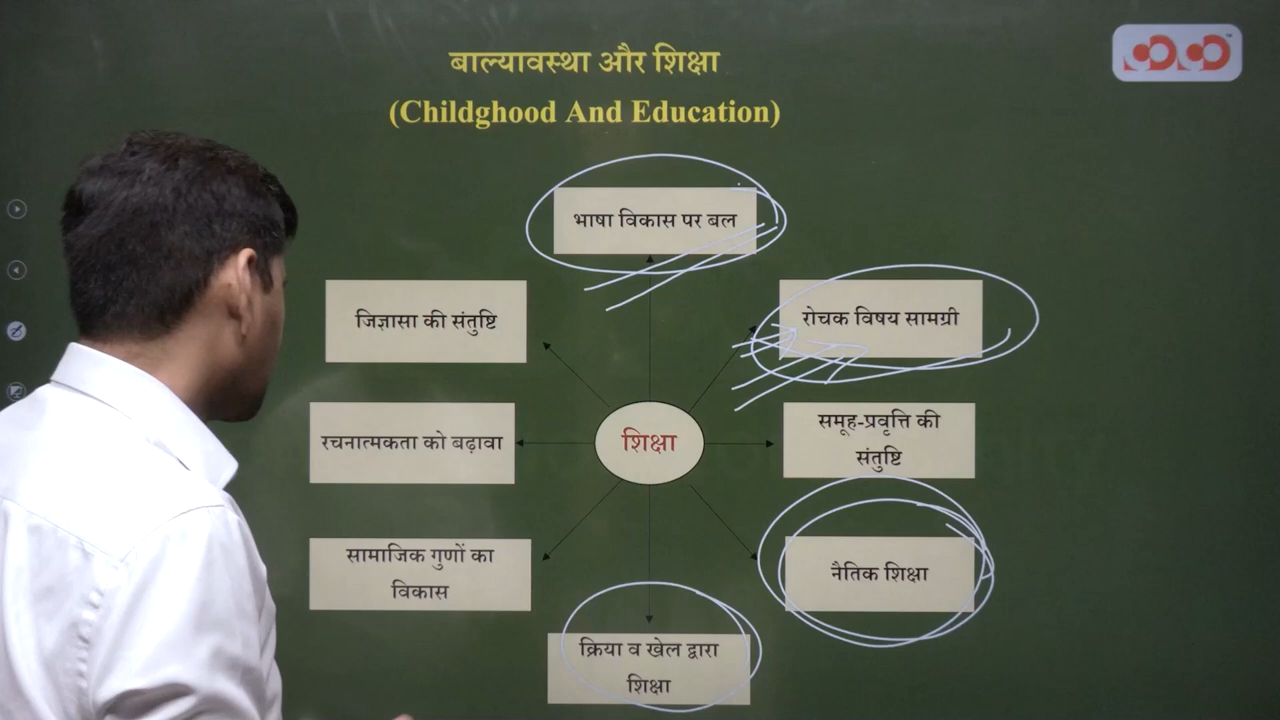 बाल्यावस्था और शिक्षा
(Childghood And Education)
भाषा विकास पर बल
जिज्ञासा की संतुष्टि
रोचक विषय सामग्री
रचनात्मकता को बढ़ावा
शिक्षा
समूह-प्रवृत्ति की
संतुष्टि
सामाजिक गुणों का
विकास
नैतिक शिक्षा
क्रिया व खेल द्वारा
शिक्षा